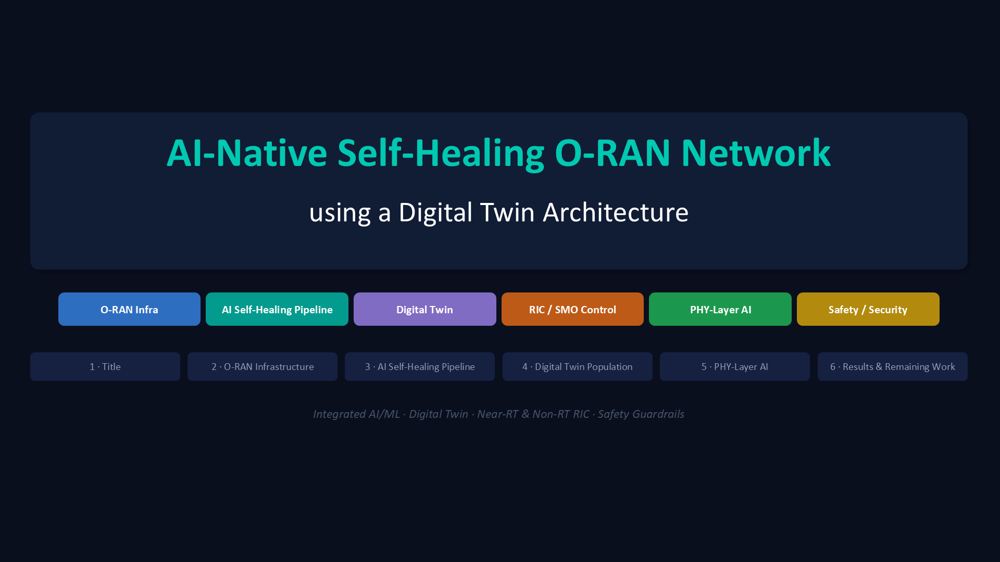 AI-Native Self-Healing O-RAN Network
using a Digital Twin Architecture
O-RAN Infra
AI Self-Healing Pipeline
Digital Twin
RIC / SMO Control
PHY-Layer AI
Safety / Security
1 · Title
2 · O-RAN Infrastructure
3 · AI Self-Healing Pipeline
4 · Digital Twin Population
5 · PHY-Layer AI
6 · Results & Remaining Work
Integrated AI/ML · Digital Twin · Near-RT & Non-RT RIC · Safety Guardrails